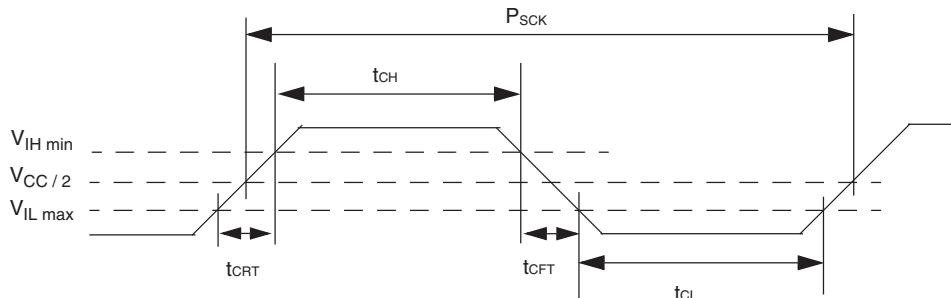 PSCK
tCH
VIH min
VCC / 2
VIL max
tCRT
tCFT
tCL